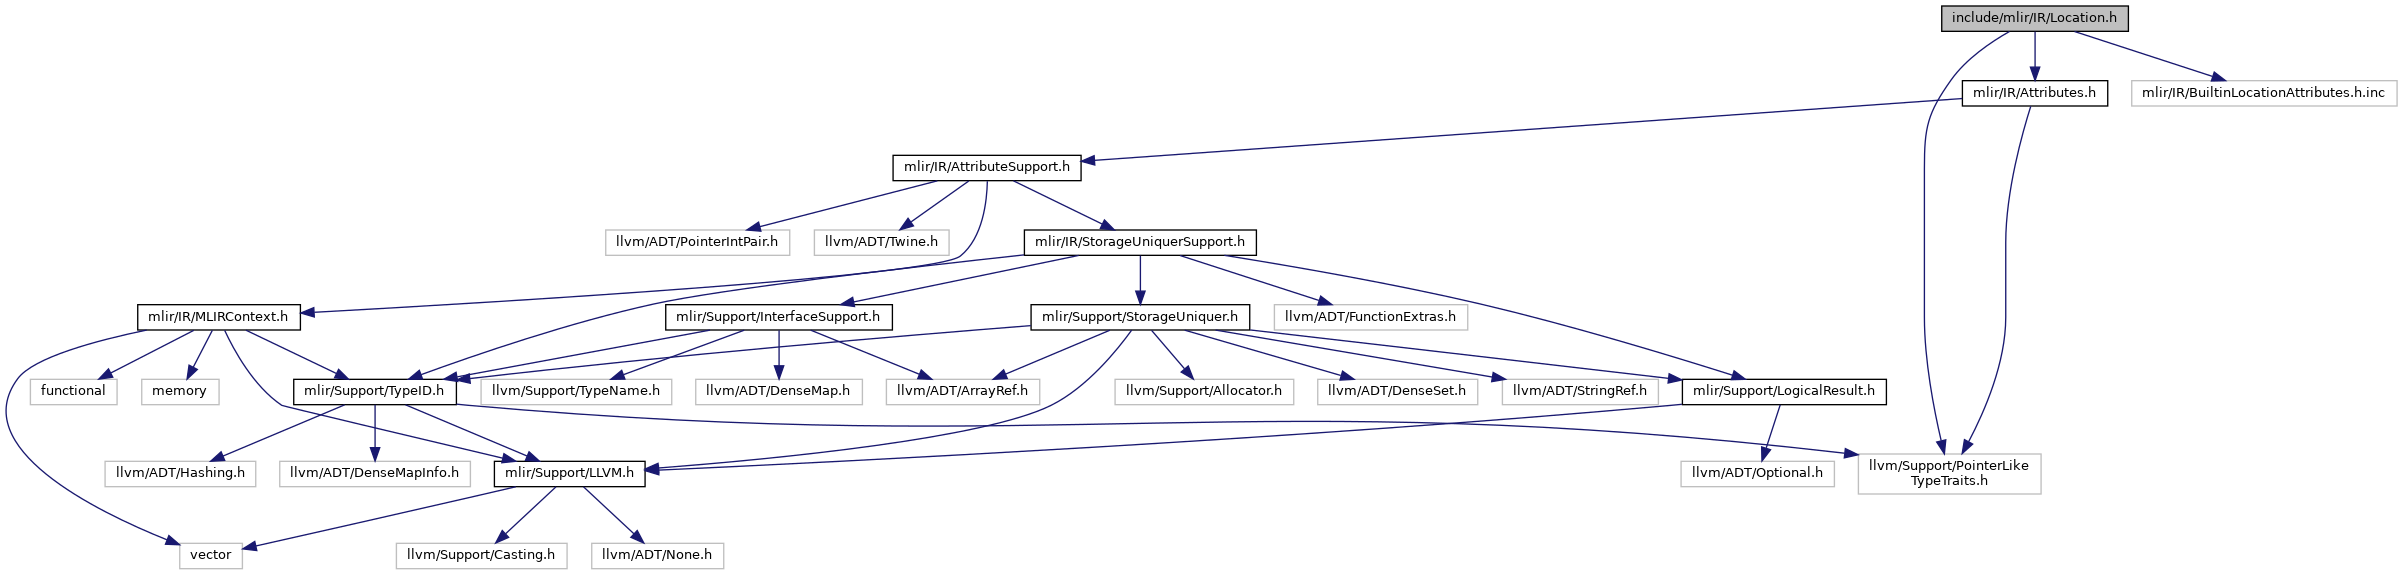 include/mlir/IR/Location.h
mlir/IR/Attributes.h
mlir/IR/BuiltinLocationAttributes.h.inc
mlir/IR/AttributeSupport.h
llvm/ADT/PointerIntPair.h
llvm/ADT/Twine.h
mlir/IR/StorageUniquerSupport.h
mlir/IR/MLIRContext.h
mlir/Support/InterfaceSupport.h
mlir/Support/StorageUniquer.h
llvm/ADT/FunctionExtras.h
functional
memory
mlir/Support/TypeID.h
llvm/Support/TypeName.h
llvm/ADT/DenseMap.h
llvm/ADT/ArrayRef.h
llvm/Support/Allocator.h
llvm/ADT/DenseSet.h
llvm/ADT/StringRef.h
mlir/Support/LogicalResult.h
llvm/ADT/Hashing.h
llvm/ADT/DenseMapInfo.h
mlir/Support/LLVM.h
llvm/ADT/Optional.h
llvm/Support/PointerLike
TypeTraits.h
vector
llvm/Support/Casting.h
llvm/ADT/None.h